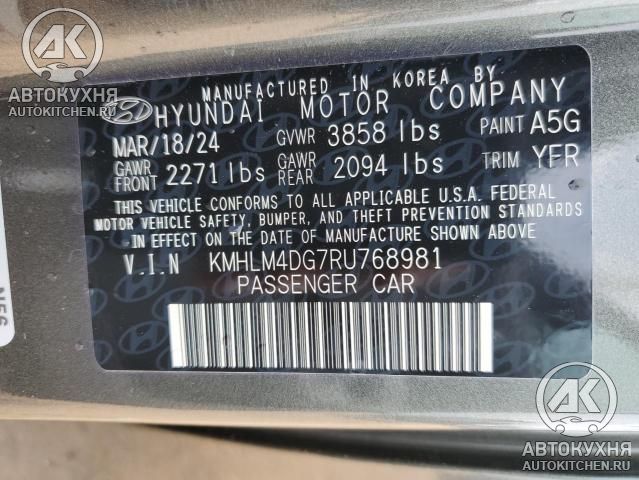 АВТОКУХНЯ
AUTOKITCHEN.RU
MANUFACTURED IN KOREA BY
HYUNDAI MOTOR COMPANY
MAR/18/24 GVWR 3858 lbs PAINT A5G
GAWR FRONT 2271 lbs GAWR REAR 2094 lbs TRIM YFR
THIS VEHICLE CONFORMS TO ALL APPLICABLE U.S.A. FEDERAL
MOTOR VEHICLE SAFETY, BUMPER, AND THEFT PREVENTION STANDARDS
IN EFFECT ON THE DATE OF MANUFACTURE SHOWN ABOVE
V.I.N KMHLM4DG7RU768981
PASSENGER CAR
AK
АВТОКУХНЯ
AUTOKITCHEN.RU